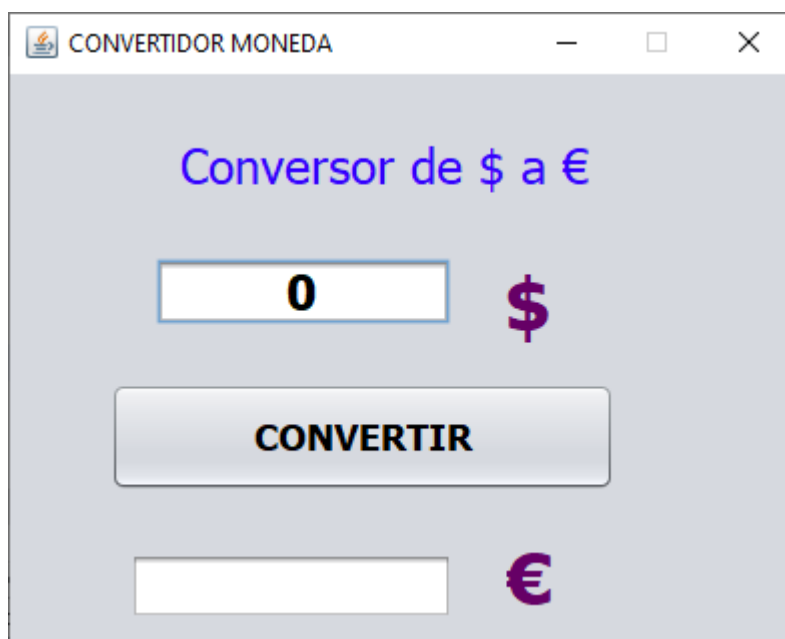 CONVERTIDOR MONEDA
Conversor de $ a €
0 $
CONVERTIR
€